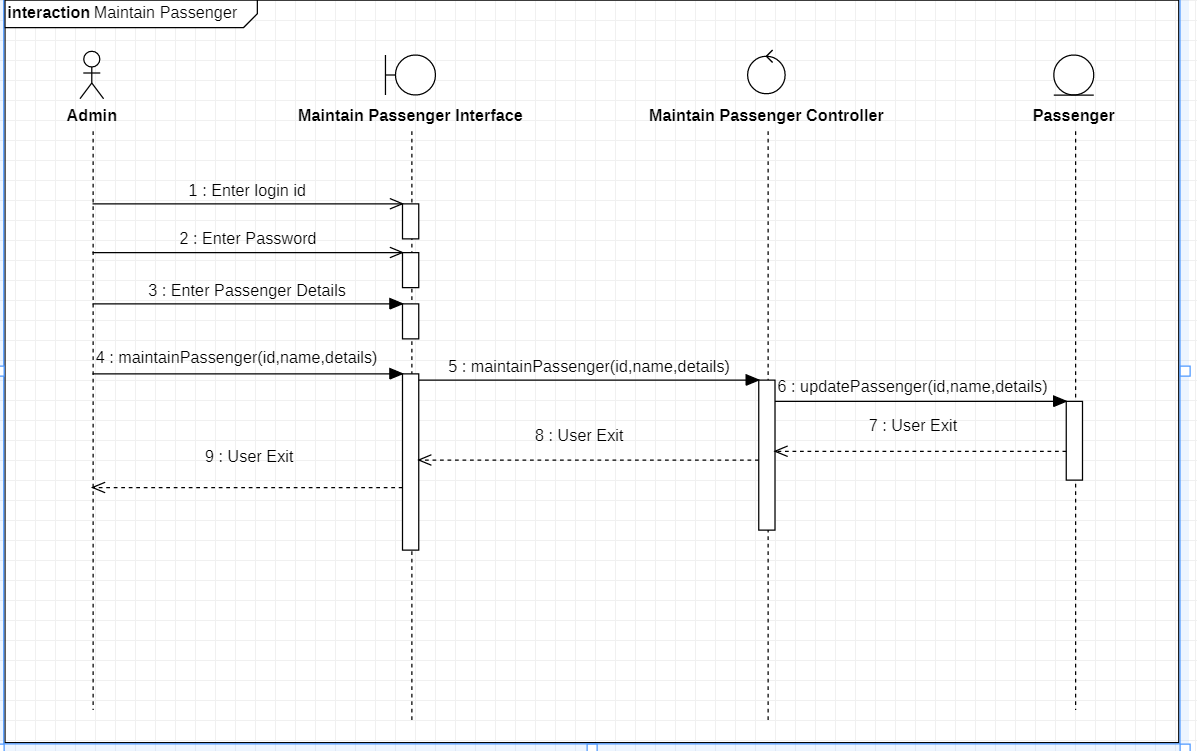 interaction Maintain Passenger
Admin
Maintain Passenger Interface
Maintain Passenger Controller
Passenger
1 : Enter login id
2 : Enter Password
3 : Enter Passenger Details
4 : maintainPassenger(id,name,details)
5 : maintainPassenger(id,name,details)
6 : updatePassenger(id,name,details)
7 : User Exit
8 : User Exit
9 : User Exit